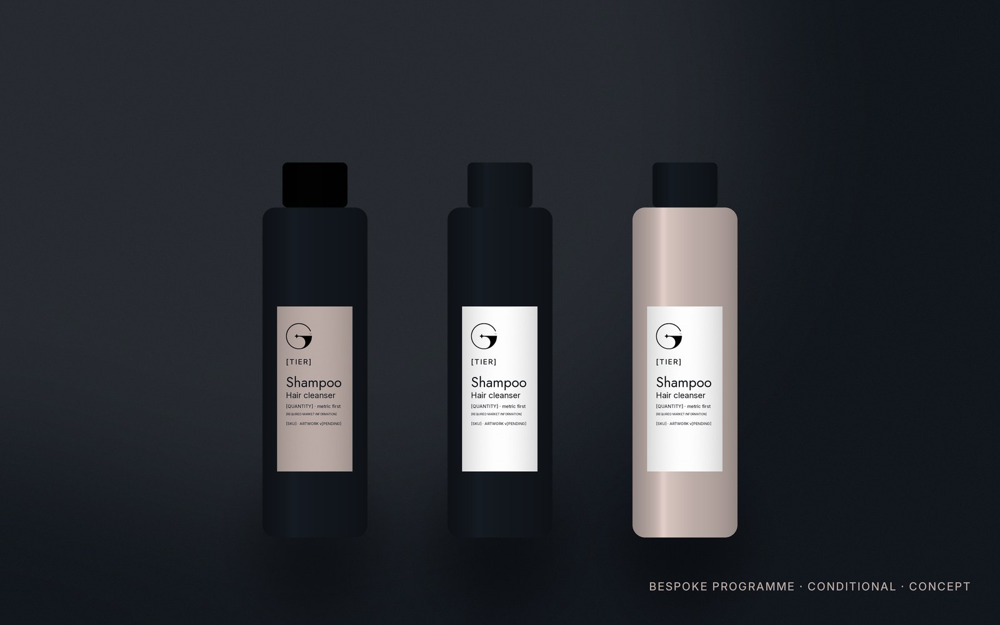 [TIER]
Shampoo
Hair cleanser
[QUANTITY] · metric first
[REQUIRED MARKET INFORMATION]
[SKU] · ARTWORK v[PENDING]
[TIER]
Shampoo
Hair cleanser
[QUANTITY] · metric first
[REQUIRED MARKET INFORMATION]
[SKU] · ARTWORK v[PENDING]
[TIER]
Shampoo
Hair cleanser
[QUANTITY] · metric first
[REQUIRED MARKET INFORMATION]
[SKU] · ARTWORK v[PENDING]
BESPOKE PROGRAMME · CONDITIONAL · CONCEPT